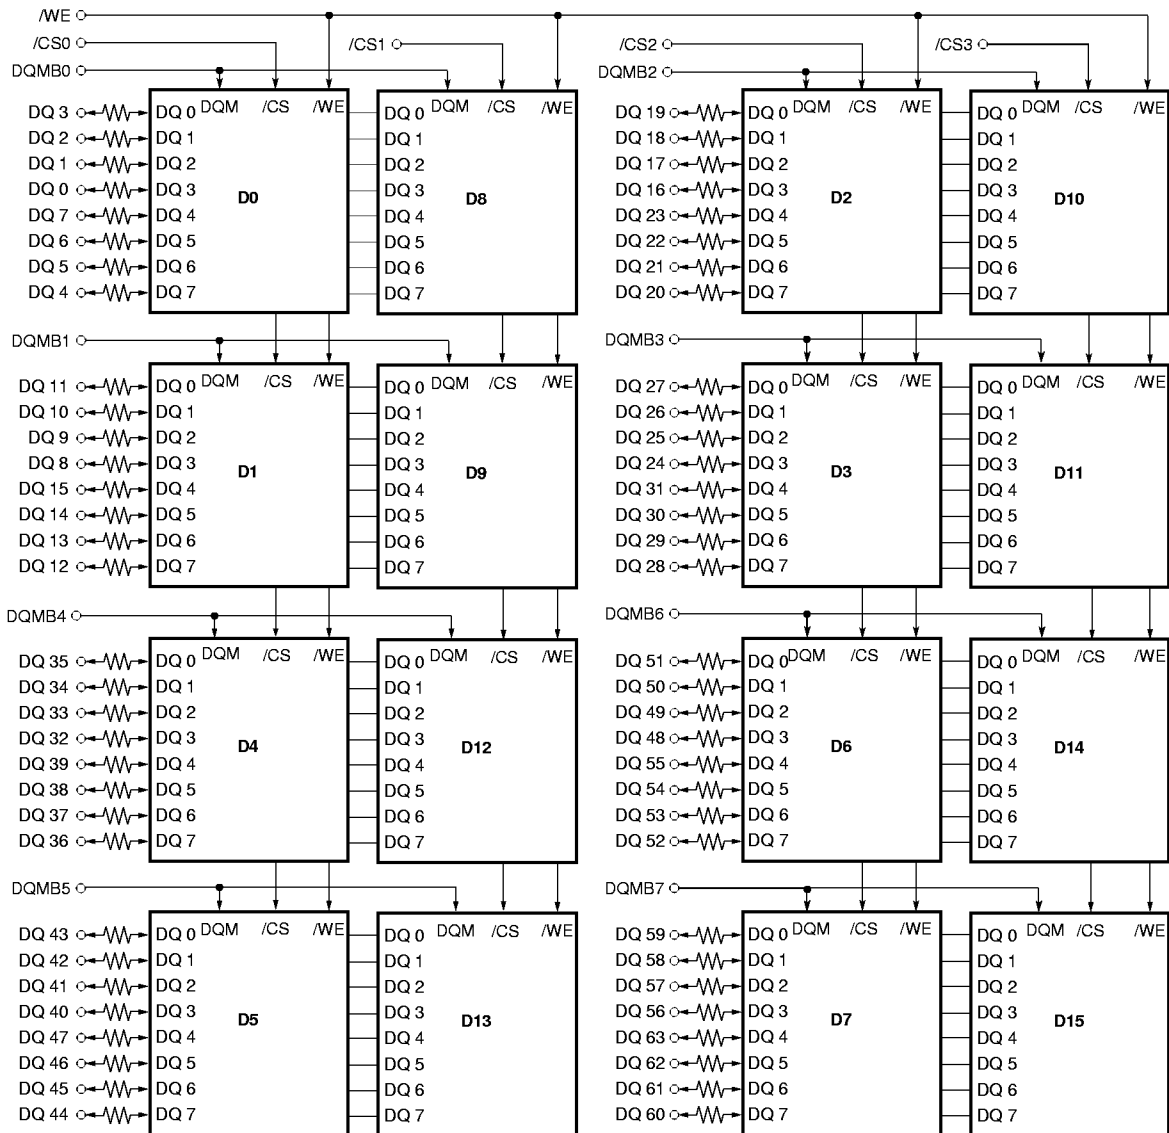 /WE
/CS0 /CS1 /CS2 /CS3
DQMB0 DQMB2
DQM /CS /WE DQM /CS /WE DQM /CS /WE DQM /CS /WE
DQ 3 DQ 0 DQ 0 DQ 19 DQ 0 DQ 0
DQ 2 DQ 1 DQ 1 DQ 18 DQ 1 DQ 1
DQ 1 DQ 2 DQ 2 DQ 17 DQ 2 DQ 2
DQ 0 DQ 3 D0 DQ 3 D8 DQ 16 DQ 3 D2 DQ 3 D10
DQ 7 DQ 4 DQ 4 DQ 23 DQ 4 DQ 4
DQ 6 DQ 5 DQ 5 DQ 22 DQ 5 DQ 5
DQ 5 DQ 6 DQ 6 DQ 21 DQ 6 DQ 6
DQ 4 DQ 7 DQ 7 DQ 20 DQ 7 DQ 7
DQMB1 DQMB3
DQM /CS /WE DQM /CS /WE DQM /CS /WE DQM /CS /WE
DQ 11 DQ 0 DQ 0 DQ 27 DQ 0 DQ 0
DQ 10 DQ 1 DQ 1 DQ 26 DQ 1 DQ 1
DQ 9 DQ 2 DQ 2 DQ 25 DQ 2 DQ 2
DQ 8 DQ 3 D1 DQ 3 D9 DQ 24 DQ 3 D3 DQ 3 D11
DQ 15 DQ 4 DQ 4 DQ 31 DQ 4 DQ 4
DQ 14 DQ 5 DQ 5 DQ 30 DQ 5 DQ 5
DQ 13 DQ 6 DQ 6 DQ 29 DQ 6 DQ 6
DQ 12 DQ 7 DQ 7 DQ 28 DQ 7 DQ 7
DQMB4 DQMB6
DQM /CS /WE DQM /CS /WE DQM /CS /WE DQM /CS /WE
DQ 35 DQ 0 DQ 0 DQ 51 DQ 0 DQ 0
DQ 34 DQ 1 DQ 1 DQ 50 DQ 1 DQ 1
DQ 33 DQ 2 DQ 2 DQ 49 DQ 2 DQ 2
DQ 32 DQ 3 D4 DQ 3 D12 DQ 48 DQ 3 D6 DQ 3 D14
DQ 39 DQ 4 DQ 4 DQ 55 DQ 4 DQ 4
DQ 38 DQ 5 DQ 5 DQ 54 DQ 5 DQ 5
DQ 37 DQ 6 DQ 6 DQ 53 DQ 6 DQ 6
DQ 36 DQ 7 DQ 7 DQ 52 DQ 7 DQ 7
DQMB5 DQMB7
DQM /CS /WE DQM /CS /WE DQM /CS /WE DQM /CS /WE
DQ 43 DQ 0 DQ 0 DQ 59 DQ 0 DQ 0
DQ 42 DQ 1 DQ 1 DQ 58 DQ 1 DQ 1
DQ 41 DQ 2 DQ 2 DQ 57 DQ 2 DQ 2
DQ 40 DQ 3 D5 DQ 3 D13 DQ 56 DQ 3 D7 DQ 3 D15
DQ 47 DQ 4 DQ 4 DQ 63 DQ 4 DQ 4
DQ 46 DQ 5 DQ 5 DQ 62 DQ 5 DQ 5
DQ 45 DQ 6 DQ 6 DQ 61 DQ 6 DQ 6
DQ 44 DQ 7 DQ 7 DQ 60 DQ 7 DQ 7